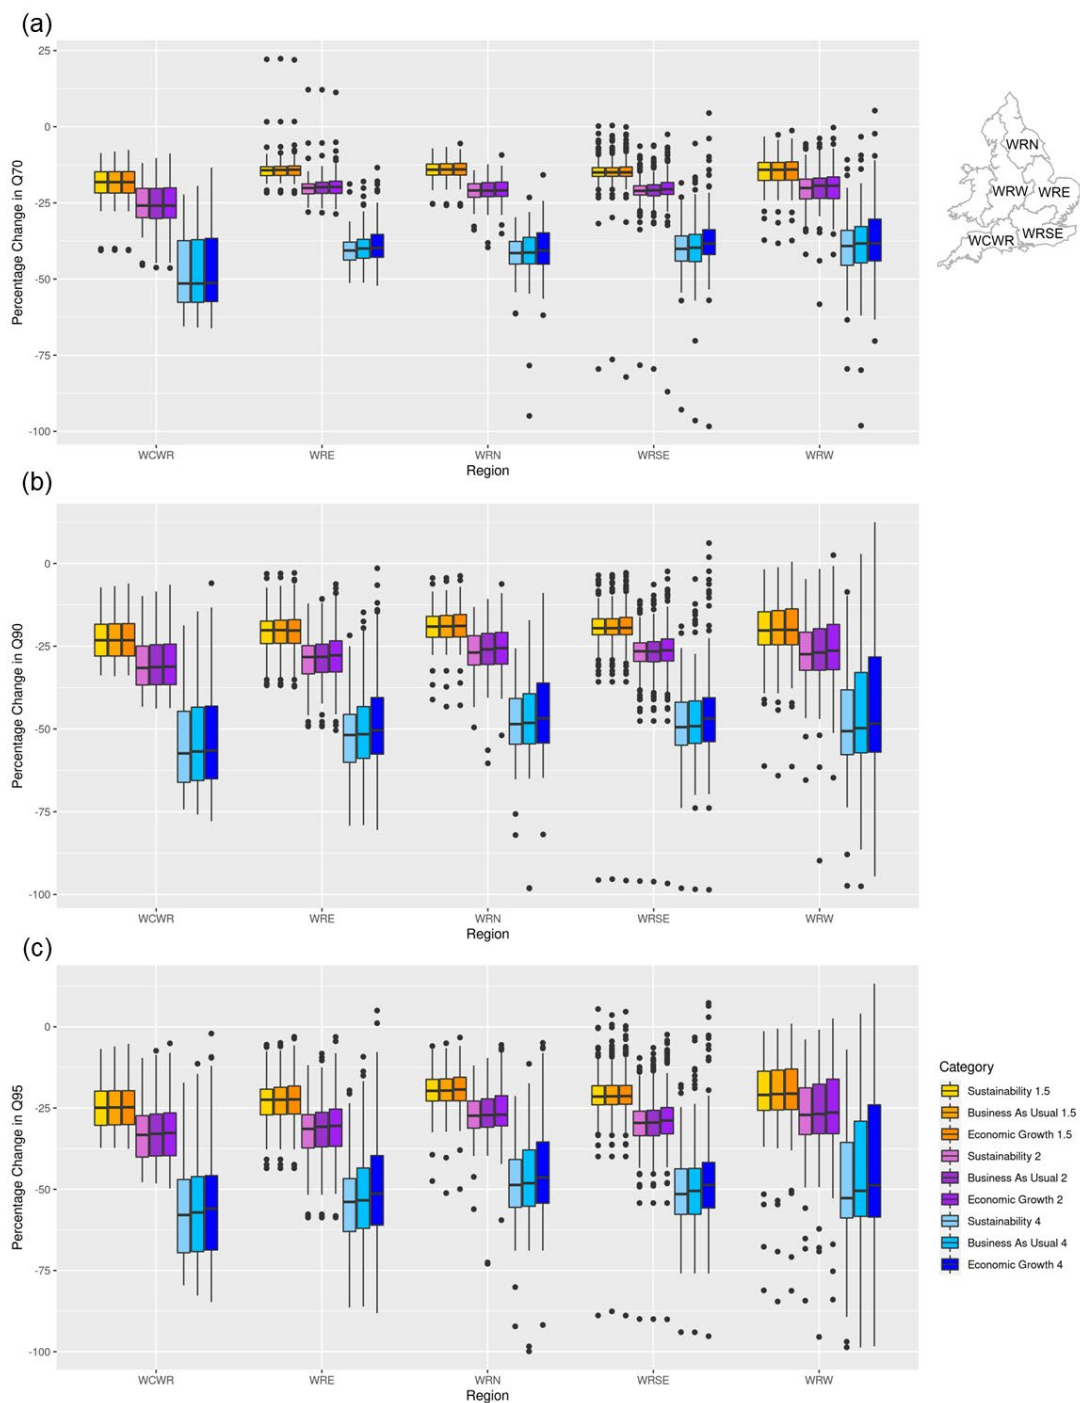 (a)
25
0
-25
-50
-75
-100
Percentage Change in Q70
WCWR
WRE
WRN
WRSE
WRW
Region
WRN
WRW
WRE
WCWR
WRSE
(b)
0
-25
-50
-75
-100
Percentage Change in Q90
WCWR
WRE
WRN
WRSE
WRW
Region
(c)
0
-25
-50
-75
-100
Percentage Change in Q95
WCWR
WRE
WRN
WRSE
WRW
Region
Category
Sustainability 1.5
Business As Usual 1.5
Economic Growth 1.5
Sustainability 2
Business As Usual 2
Economic Growth 2
Sustainability 4
Business As Usual 4
Economic Growth 4